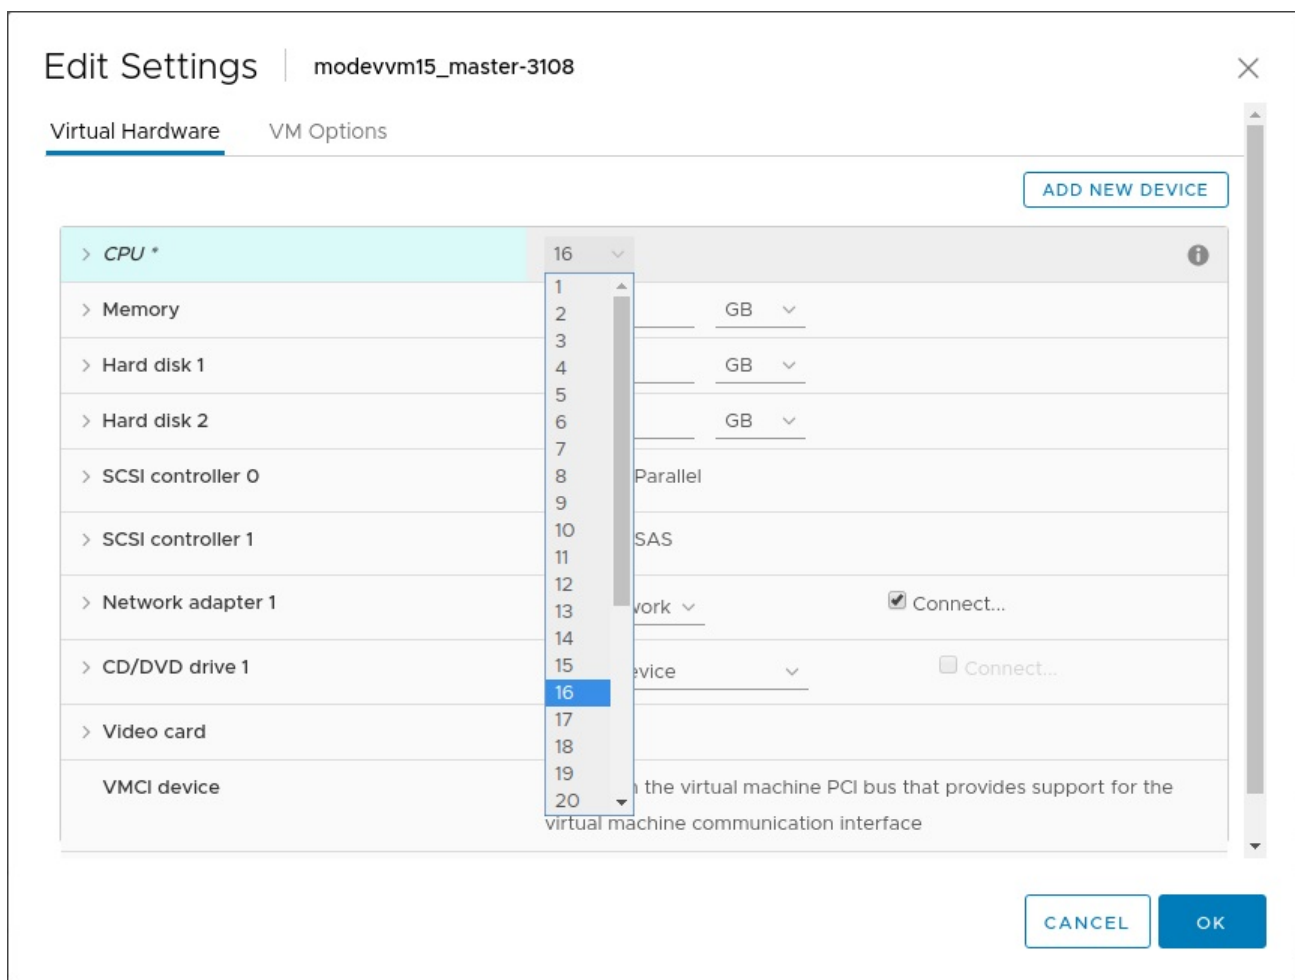 Edit Settings modevvm15_master-3108
Virtual Hardware VM Options
ADD NEW DEVICE
CPU * 16
1
2
3
4
5
6
7
8
9
10
11
12
13
14
15
16
17
18
19
20
Memory GB
Hard disk 1 GB
Hard disk 2 GB
SCSI controller 0 Parallel
SCSI controller 1 SAS
Network adapter 1 Connect...
CD/DVD drive 1 Connect...
Video card
VMCI device the virtual machine PCI bus that provides support for the
virtual machine communication interface
CANCEL OK